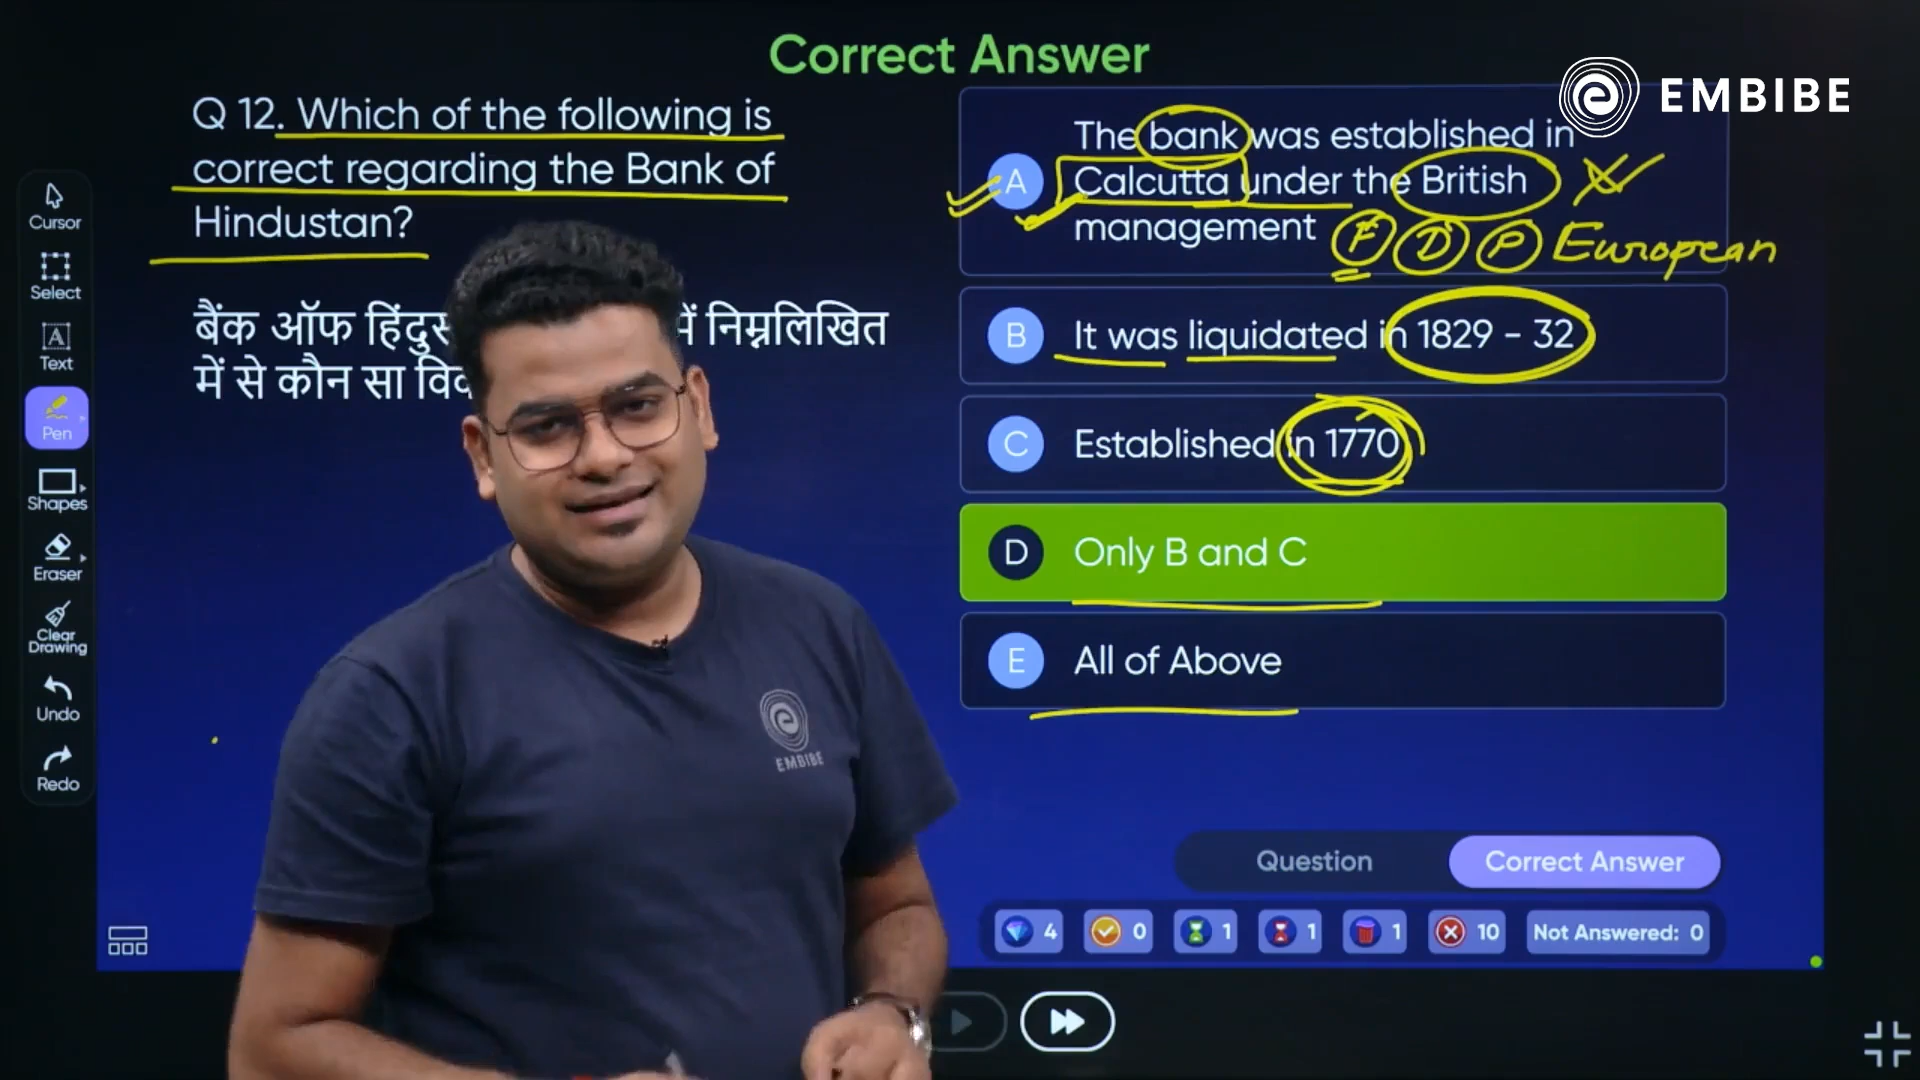 Correct Answer
EMBIBE
Q 12. Which of the following is
correct regarding the Bank of
Hindustan?
बैंक ऑफ हिंदुस में निम्नलिखित
में से कौन सा
A
The bank was established in
Calcutta under the British
management
F D P European
B It was liquidated in 1829 - 32
C Established in 1770
D Only B and C
E All of Above
Cursor
Select
A
Text
Pen
Shapes
Eraser
Clear
Drawing
Undo
Redo
EMBIBE
Question Correct Answer
4 0 1 1 1 10 Not Answered: 0